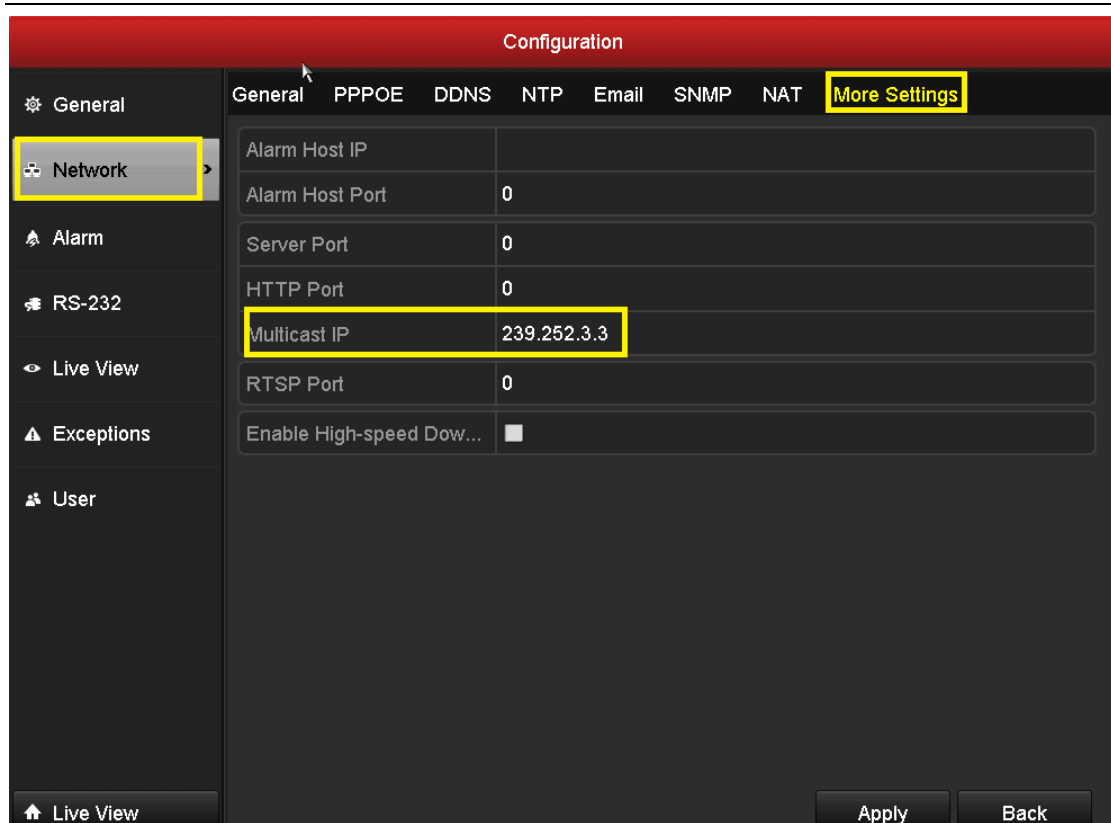 Configuration
General
Network
Alarm
RS-232
Live View
Exceptions
User
Live View
General PPPOE DDNS NTP Email SNMP NAT More Settings
Alarm Host IP
Alarm Host Port 0
Server Port 0
HTTP Port 0
Multicast IP 239.252.3.3
RTSP Port 0
Enable High-speed Dow...
Apply Back